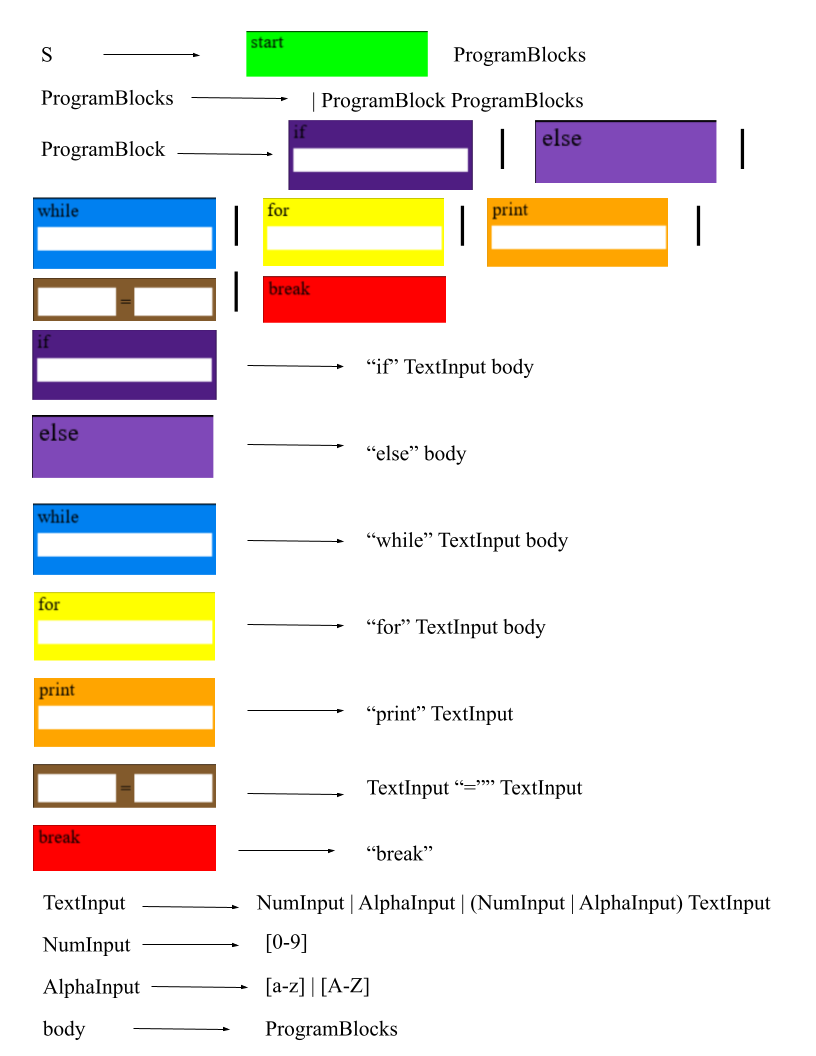 S start ProgramBlocks
ProgramBlocks | ProgramBlock ProgramBlocks
ProgramBlock if | else |
while | for | print |
= | break
if “if” TextInput body
else “else” body
while “while” TextInput body
for “for” TextInput body
print “print” TextInput
= TextInput “=”” TextInput
break “break”
TextInput NumInput | AlphaInput | (NumInput | AlphaInput) TextInput
NumInput [0-9]
AlphaInput [a-z] | [A-Z]
body ProgramBlocks